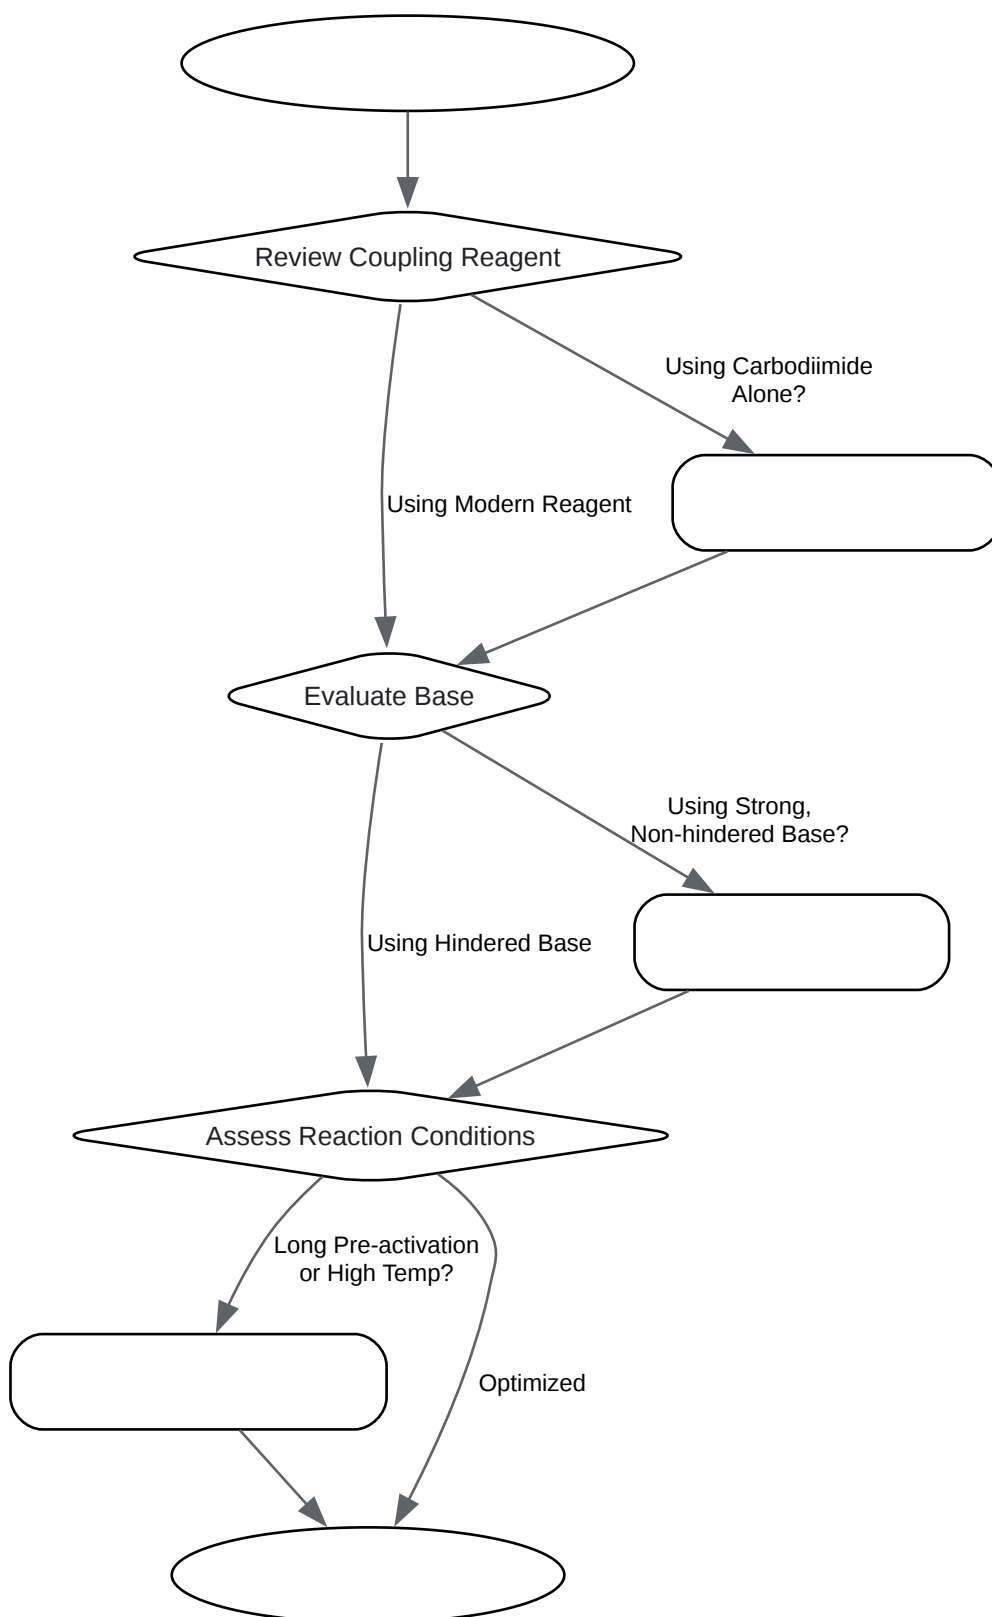 Review Coupling Reagent
Using Carbodiimide
Alone?
Using Modern Reagent
Evaluate Base
Using Strong,
Non-hindered Base?
Using Hindered Base
Assess Reaction Conditions
Long Pre-activation
or High Temp?
Optimized